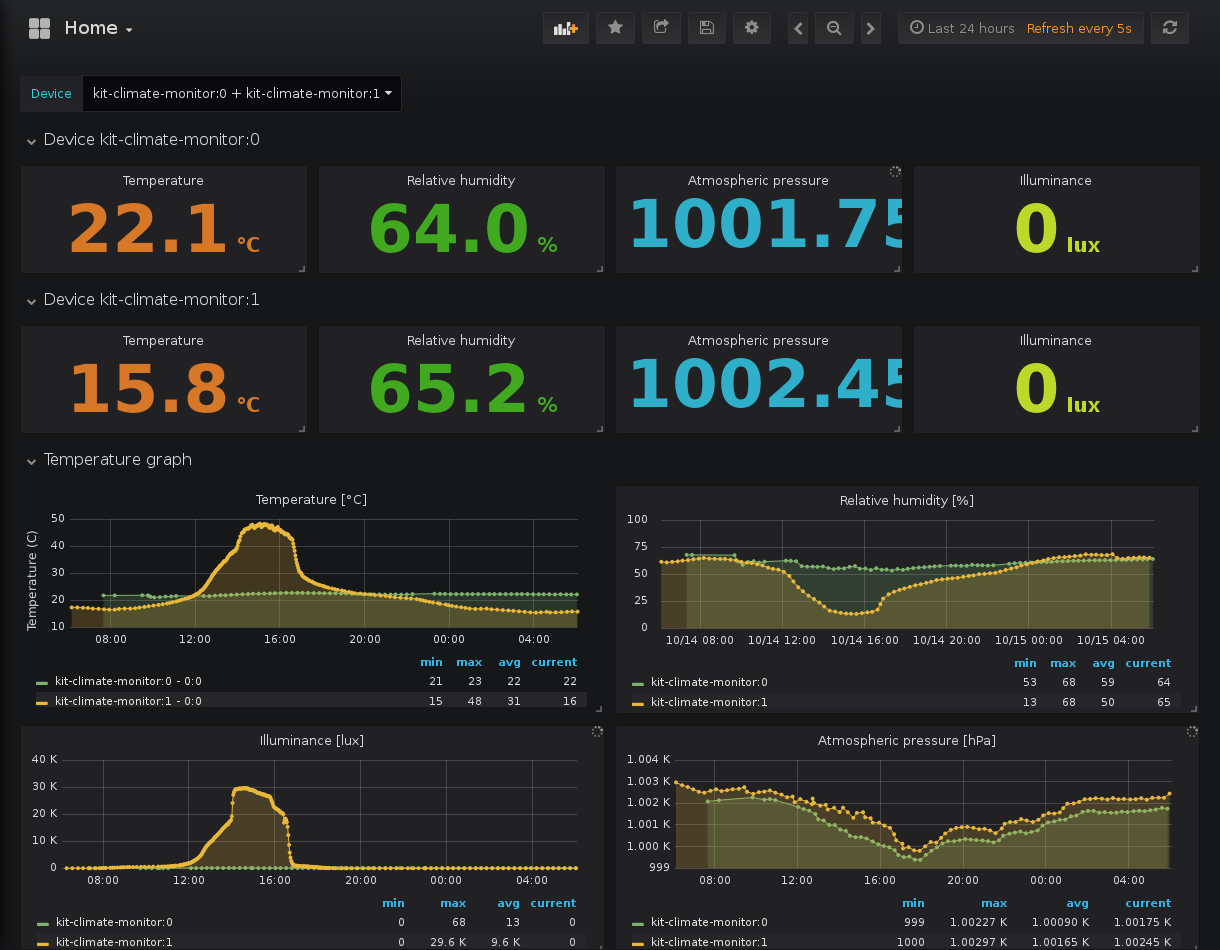 Home
Last 24 hours Refresh every 5s
Device kit-climate-monitor:0 + kit-climate-monitor:1
Device kit-climate-monitor:0
Temperature Relative humidity Atmospheric pressure Illuminance
22.1 °C 64.0 % 1001.75 0 lux
Device kit-climate-monitor:1
Temperature Relative humidity Atmospheric pressure Illuminance
15.8 °C 65.2 % 1002.45 0 lux
Temperature graph
Temperature [°C]
Temperature (C)
50
40
30
20
10
08:00 12:00 16:00 20:00 00:00 04:00
min max avg current
kit-climate-monitor:0 - 0:0 21 23 22 22
kit-climate-monitor:1 - 0:0 15 48 31 16
Relative humidity [%]
100
75
50
25
0
10/14 08:00 10/14 12:00 10/14 16:00 10/14 20:00 10/15 00:00 10/15 04:00
min max avg current
kit-climate-monitor:0 53 68 59 64
kit-climate-monitor:1 13 68 50 65
Illuminance [lux]
40 K
30 K
20 K
10 K
0
08:00 12:00 16:00 20:00 00:00 04:00
min max avg current
kit-climate-monitor:0 0 68 13 0
kit-climate-monitor:1 0 29.6 K 9.6 K 0
Atmospheric pressure [hPa]
1.004 K
1.003 K
1.002 K
1.001 K
1.000 K
999
08:00 12:00 16:00 20:00 00:00 04:00
min max avg current
kit-climate-monitor:0 999 1.00227 K 1.00090 K 1.00175 K
kit-climate-monitor:1 1000 1.00297 K 1.00165 K 1.00245 K